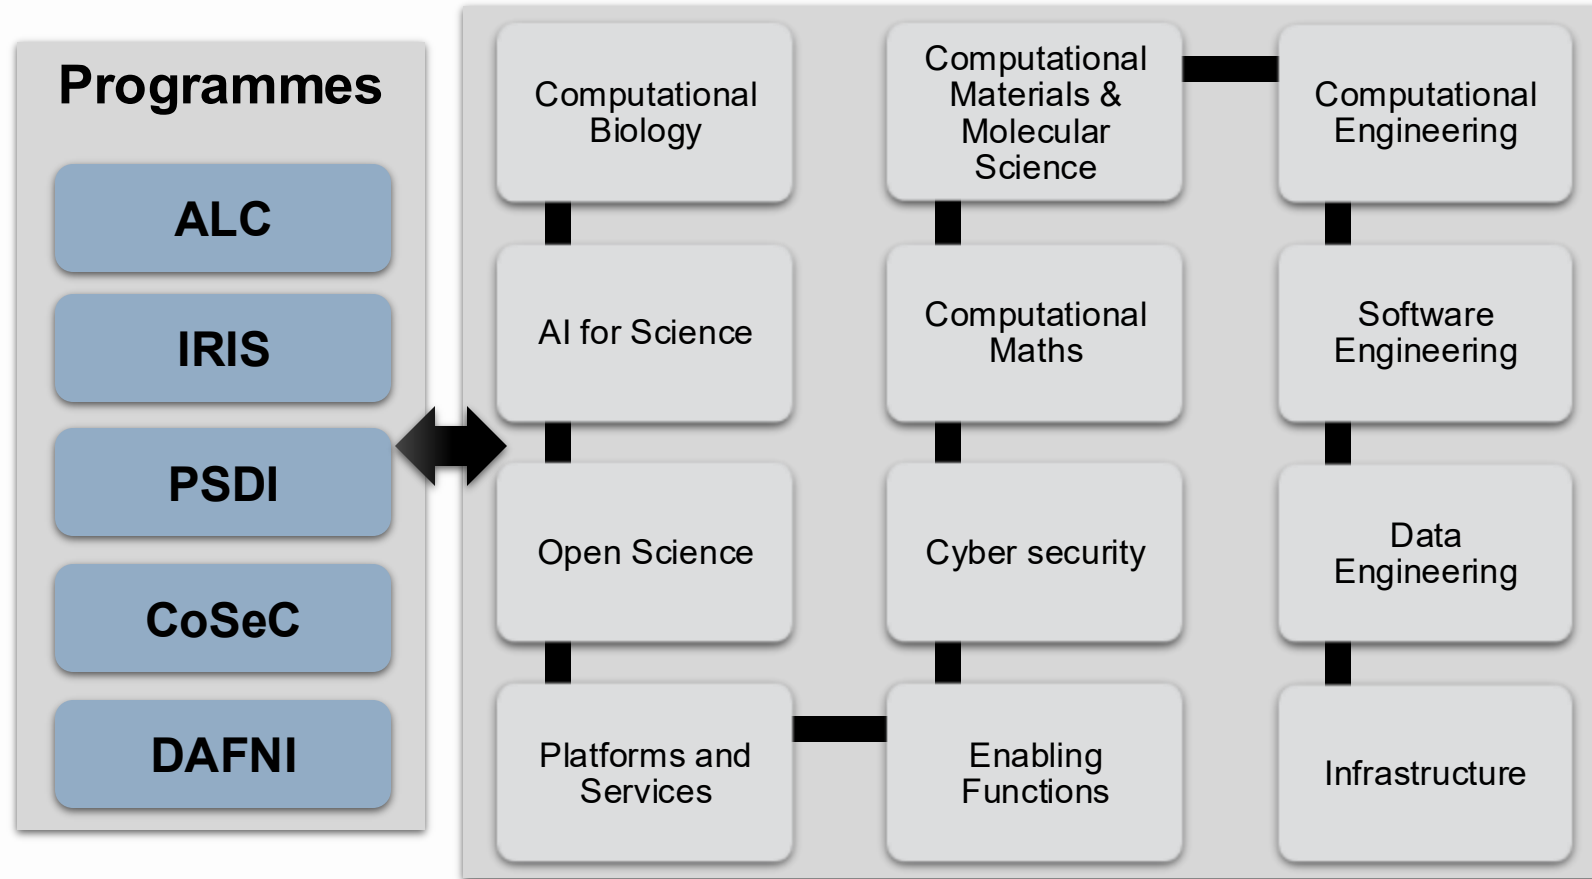 Programmes
ALC
IRIS
PSDI
CoSeC
DAFNI
Computational
Biology
AI for Science
Open Science
Platforms and
Services
Computational
Materials &
Molecular
Science
Computational
Maths
Cyber security
Enabling
Functions
Computational
Engineering
Software
Engineering
Data
Engineering
Infrastructure